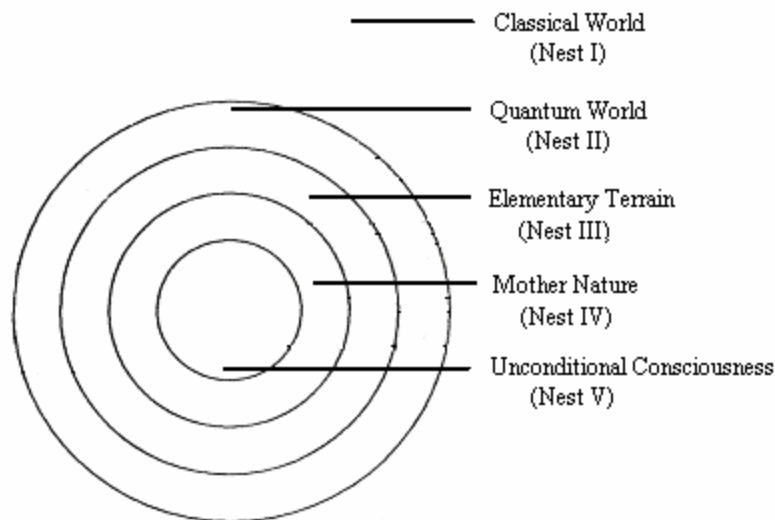 Classical World
(Nest I)
Quantum World
(Nest II)
Elementary Terrain
(Nest III)
Mother Nature
(Nest IV)
Unconditional Consciousness
(Nest V)